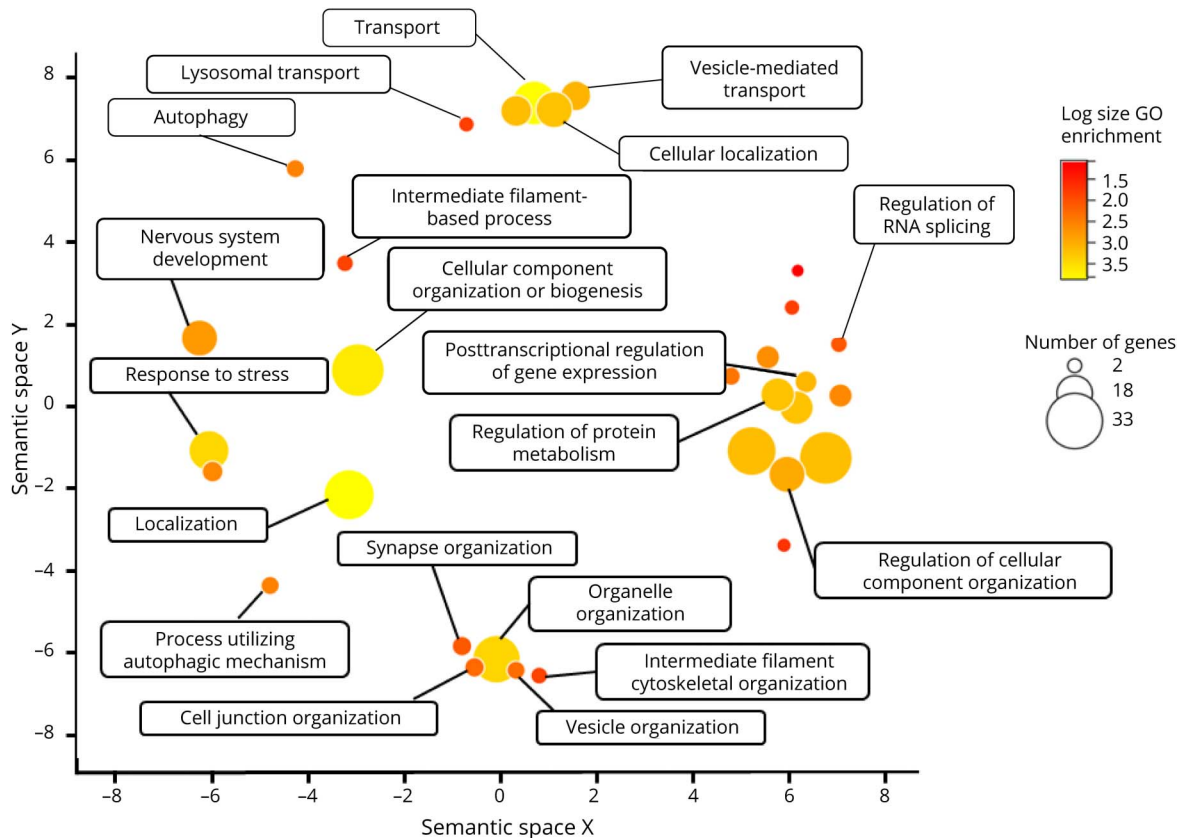 Transport
Lysosomal transport
Vesicle-mediated
transport
Autophagy
Cellular localization
Intermediate filament-
based process
Regulation of
RNA splicing
Nervous system
development
Cellular component
organization or biogenesis
Posttranscriptional regulation
of gene expression
Response to stress
Regulation of protein
metabolism
Localization
Synapse organization
Regulation of cellular
component organization
Organelle
organization
Process utilizing
autophagic mechanism
Intermediate filament
cytoskeletal organization
Cell junction organization
Vesicle organization
Log size GO
enrichment
1.5
2.0
2.5
3.0
3.5
Number of genes
2
18
33
Semantic space Y
8
6
4
2
0
−2
−4
−6
−8
−8
−6
−4
−2
0
2
4
6
8
Semantic space X